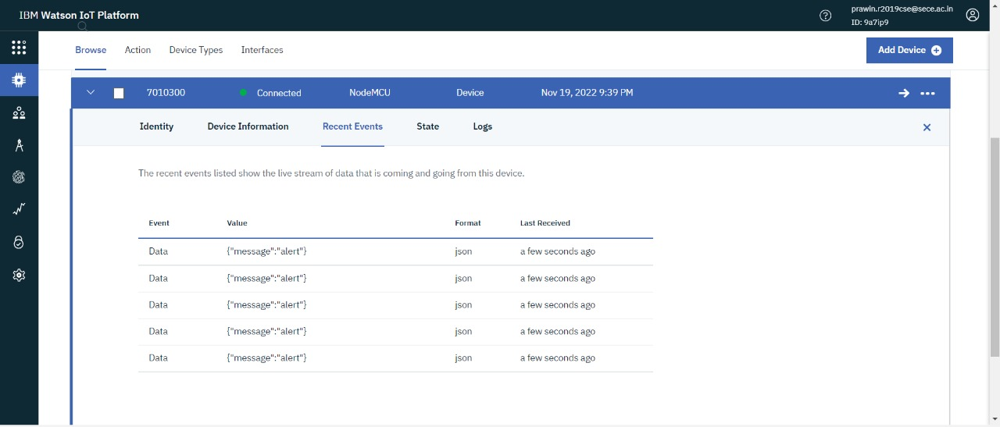 IBM Watson IoT Platform
prawin.r2019cse@sece.ac.in
ID: 9a7ip9
Browse Action Device Types Interfaces
Add Device
7010300 Connected NodeMCU Device Nov 19, 2022 9:39 PM
Identity Device Information Recent Events State Logs
The recent events listed show the live stream of data that is coming and going from this device.
Event Value Format Last Received
Data {"message":"alert"} json a few seconds ago
Data {"message":"alert"} json a few seconds ago
Data {"message":"alert"} json a few seconds ago
Data {"message":"alert"} json a few seconds ago
Data {"message":"alert"} json a few seconds ago